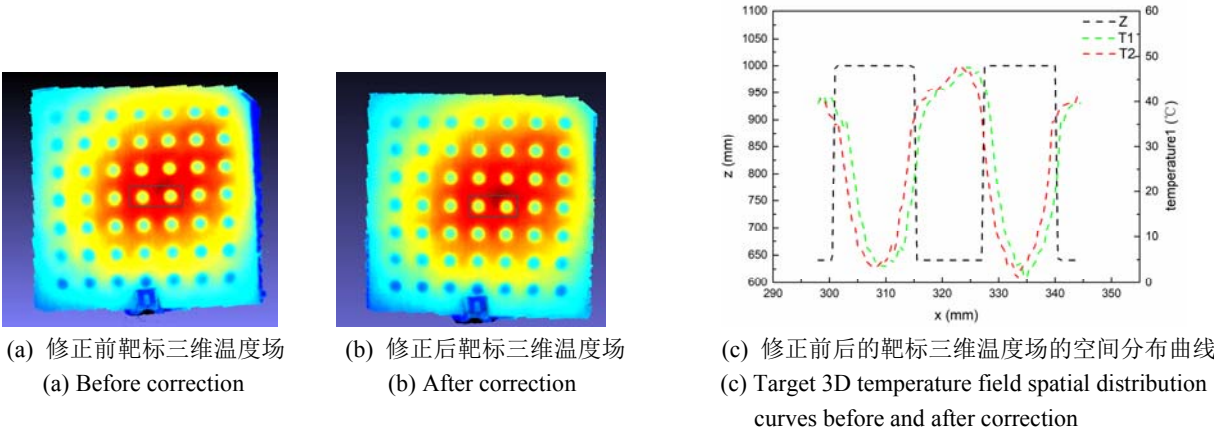 1100
1050
1000
950
900
850
800
750
700
650
600
z (mm)
290
300
310
320
330
340
350
x (mm)
60
50
40
30
20
10
0
temperature1 (℃)
Z
T1
T2
(a) 修正前靶标三维温度场
(a) Before correction
(b) 修正后靶标三维温度场
(b) After correction
(c) 修正前后的靶标三维温度场的空间分布曲线
(c) Target 3D temperature field spatial distribution
curves before and after correction